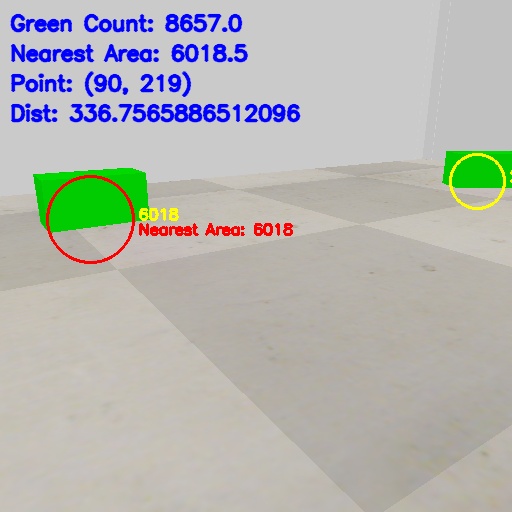 Green Count: 8657.0
Nearest Area: 6018.5
Point: (90, 219)
Dist: 336.7565886512096
6018
Nearest Area: 6018